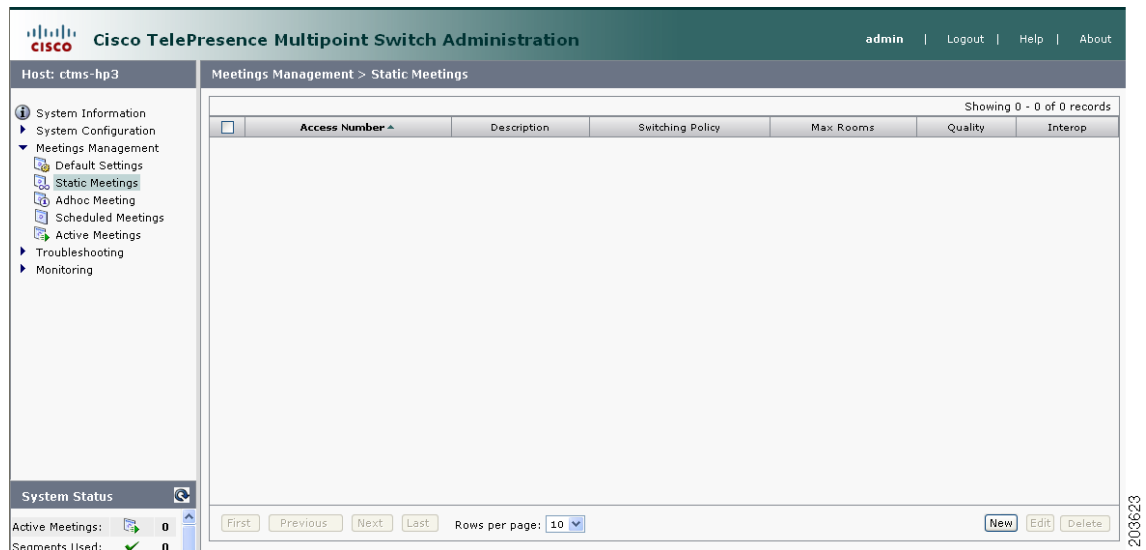 CISCO Cisco TelePresence Multipoint Switch Administration admin | Logout | Help | About
Host: ctms-hp3
Meetings Management > Static Meetings
System Information
System Configuration
Meetings Management
Default Settings
Static Meetings
Adhoc Meeting
Scheduled Meetings
Active Meetings
Troubleshooting
Monitoring
Showing 0 - 0 of 0 records
Access Number Description Switching Policy Max Rooms Quality Interop
System Status
Active Meetings: 0
Segments Used: 0
First Previous Next Last Rows per page: 10 New Edit Delete
203623